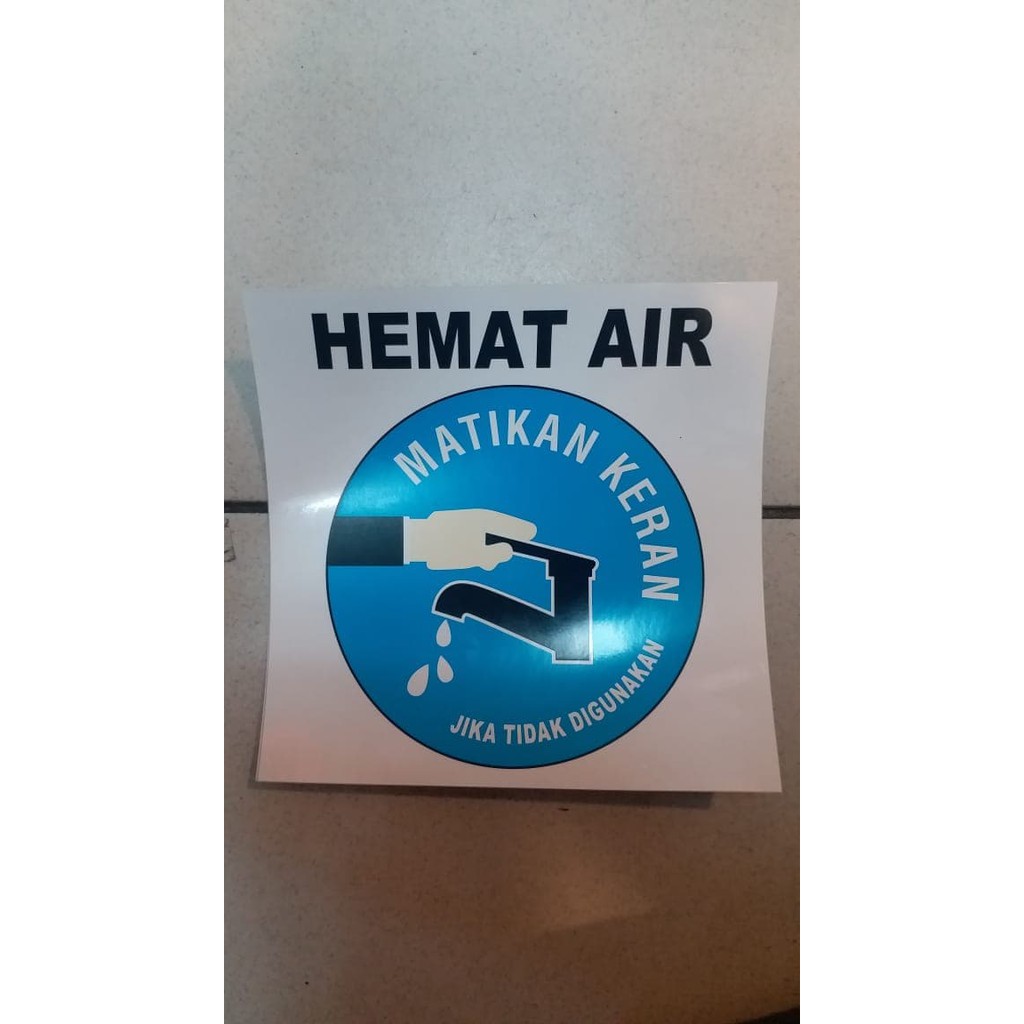 HEMAT AIR
MATIKAN KERAN
JIKA TIDAK DIGUNAKAN